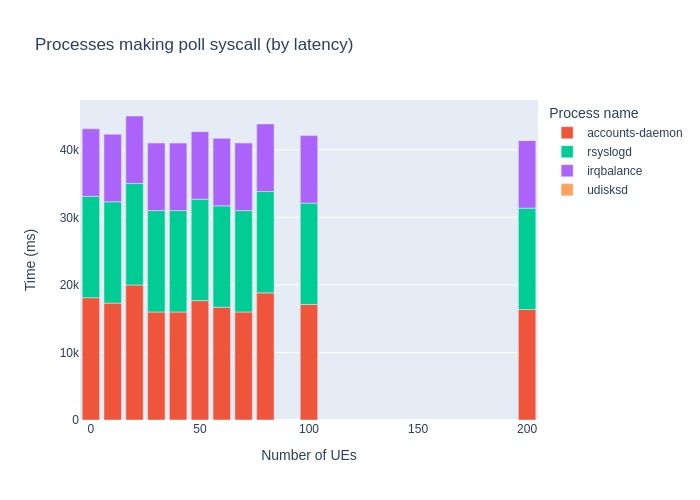 Processes making poll syscall (by latency)
Process name
accounts-daemon
rsyslogd
irqbalance
udisksd
40k
30k
20k
10k
0
Time (ms)
0 50 100 150 200
Number of UEs